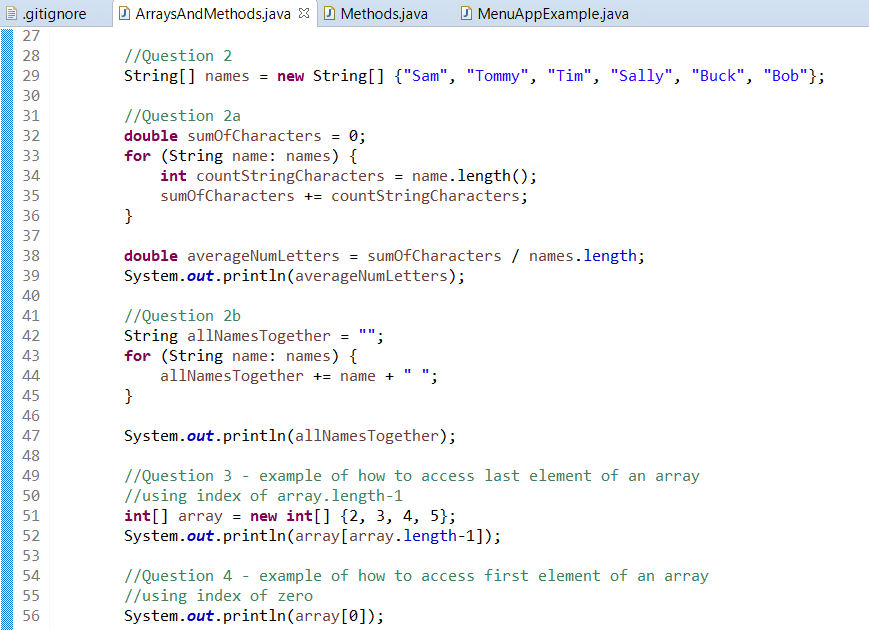 .gitignore ArraysAndMethods.java Methods.java MenuAppExample.java
27
28 //Question 2
29 String[] names = new String[] {"Sam", "Tommy", "Tim", "Sally", "Buck", "Bob"};
30
31 //Question 2a
32 double sumOfCharacters = 0;
33 for (String name: names) {
34 int countStringCharacters = name.length();
35 sumOfCharacters += countStringCharacters;
36 }
37
38 double averageNumLetters = sumOfCharacters / names.length;
39 System.out.println(averageNumLetters);
40
41 //Question 2b
42 String allNamesTogether = "";
43 for (String name: names) {
44 allNamesTogether += name + " ";
45 }
46
47 System.out.println(allNamesTogether);
48
49 //Question 3 - example of how to access last element of an array
50 //using index of array.length-1
51 int[] array = new int[] {2, 3, 4, 5};
52 System.out.println(array[array.length-1]);
53
54 //Question 4 - example of how to access first element of an array
55 //using index of zero
56 System.out.println(array[0]);